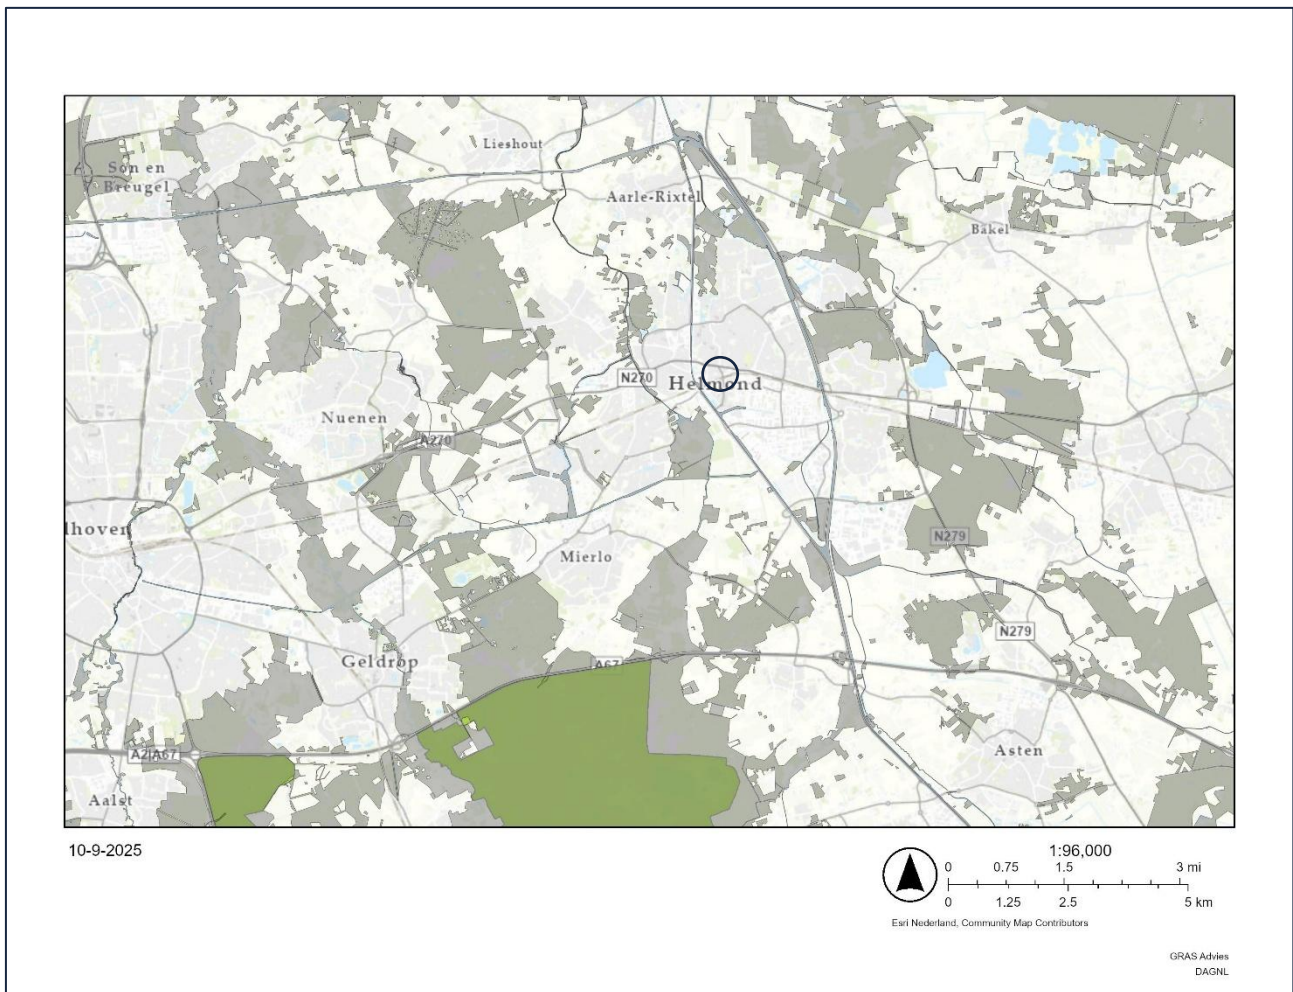 Lieshout
Son en
Breugel
Aarle-Rixtel
Bakel
N270
Helmond
Nuenen
A270
lhoven
N279
Mierlo
N279
Geldrop
A67
A2|A67
Asten
Aalst
10-9-2025
1:96,000
0 0.75 1.5 3 mi
0 1.25 2.5 5 km
Esri Nederland, Community Map Contributors
GRAS Advies
DAGNL